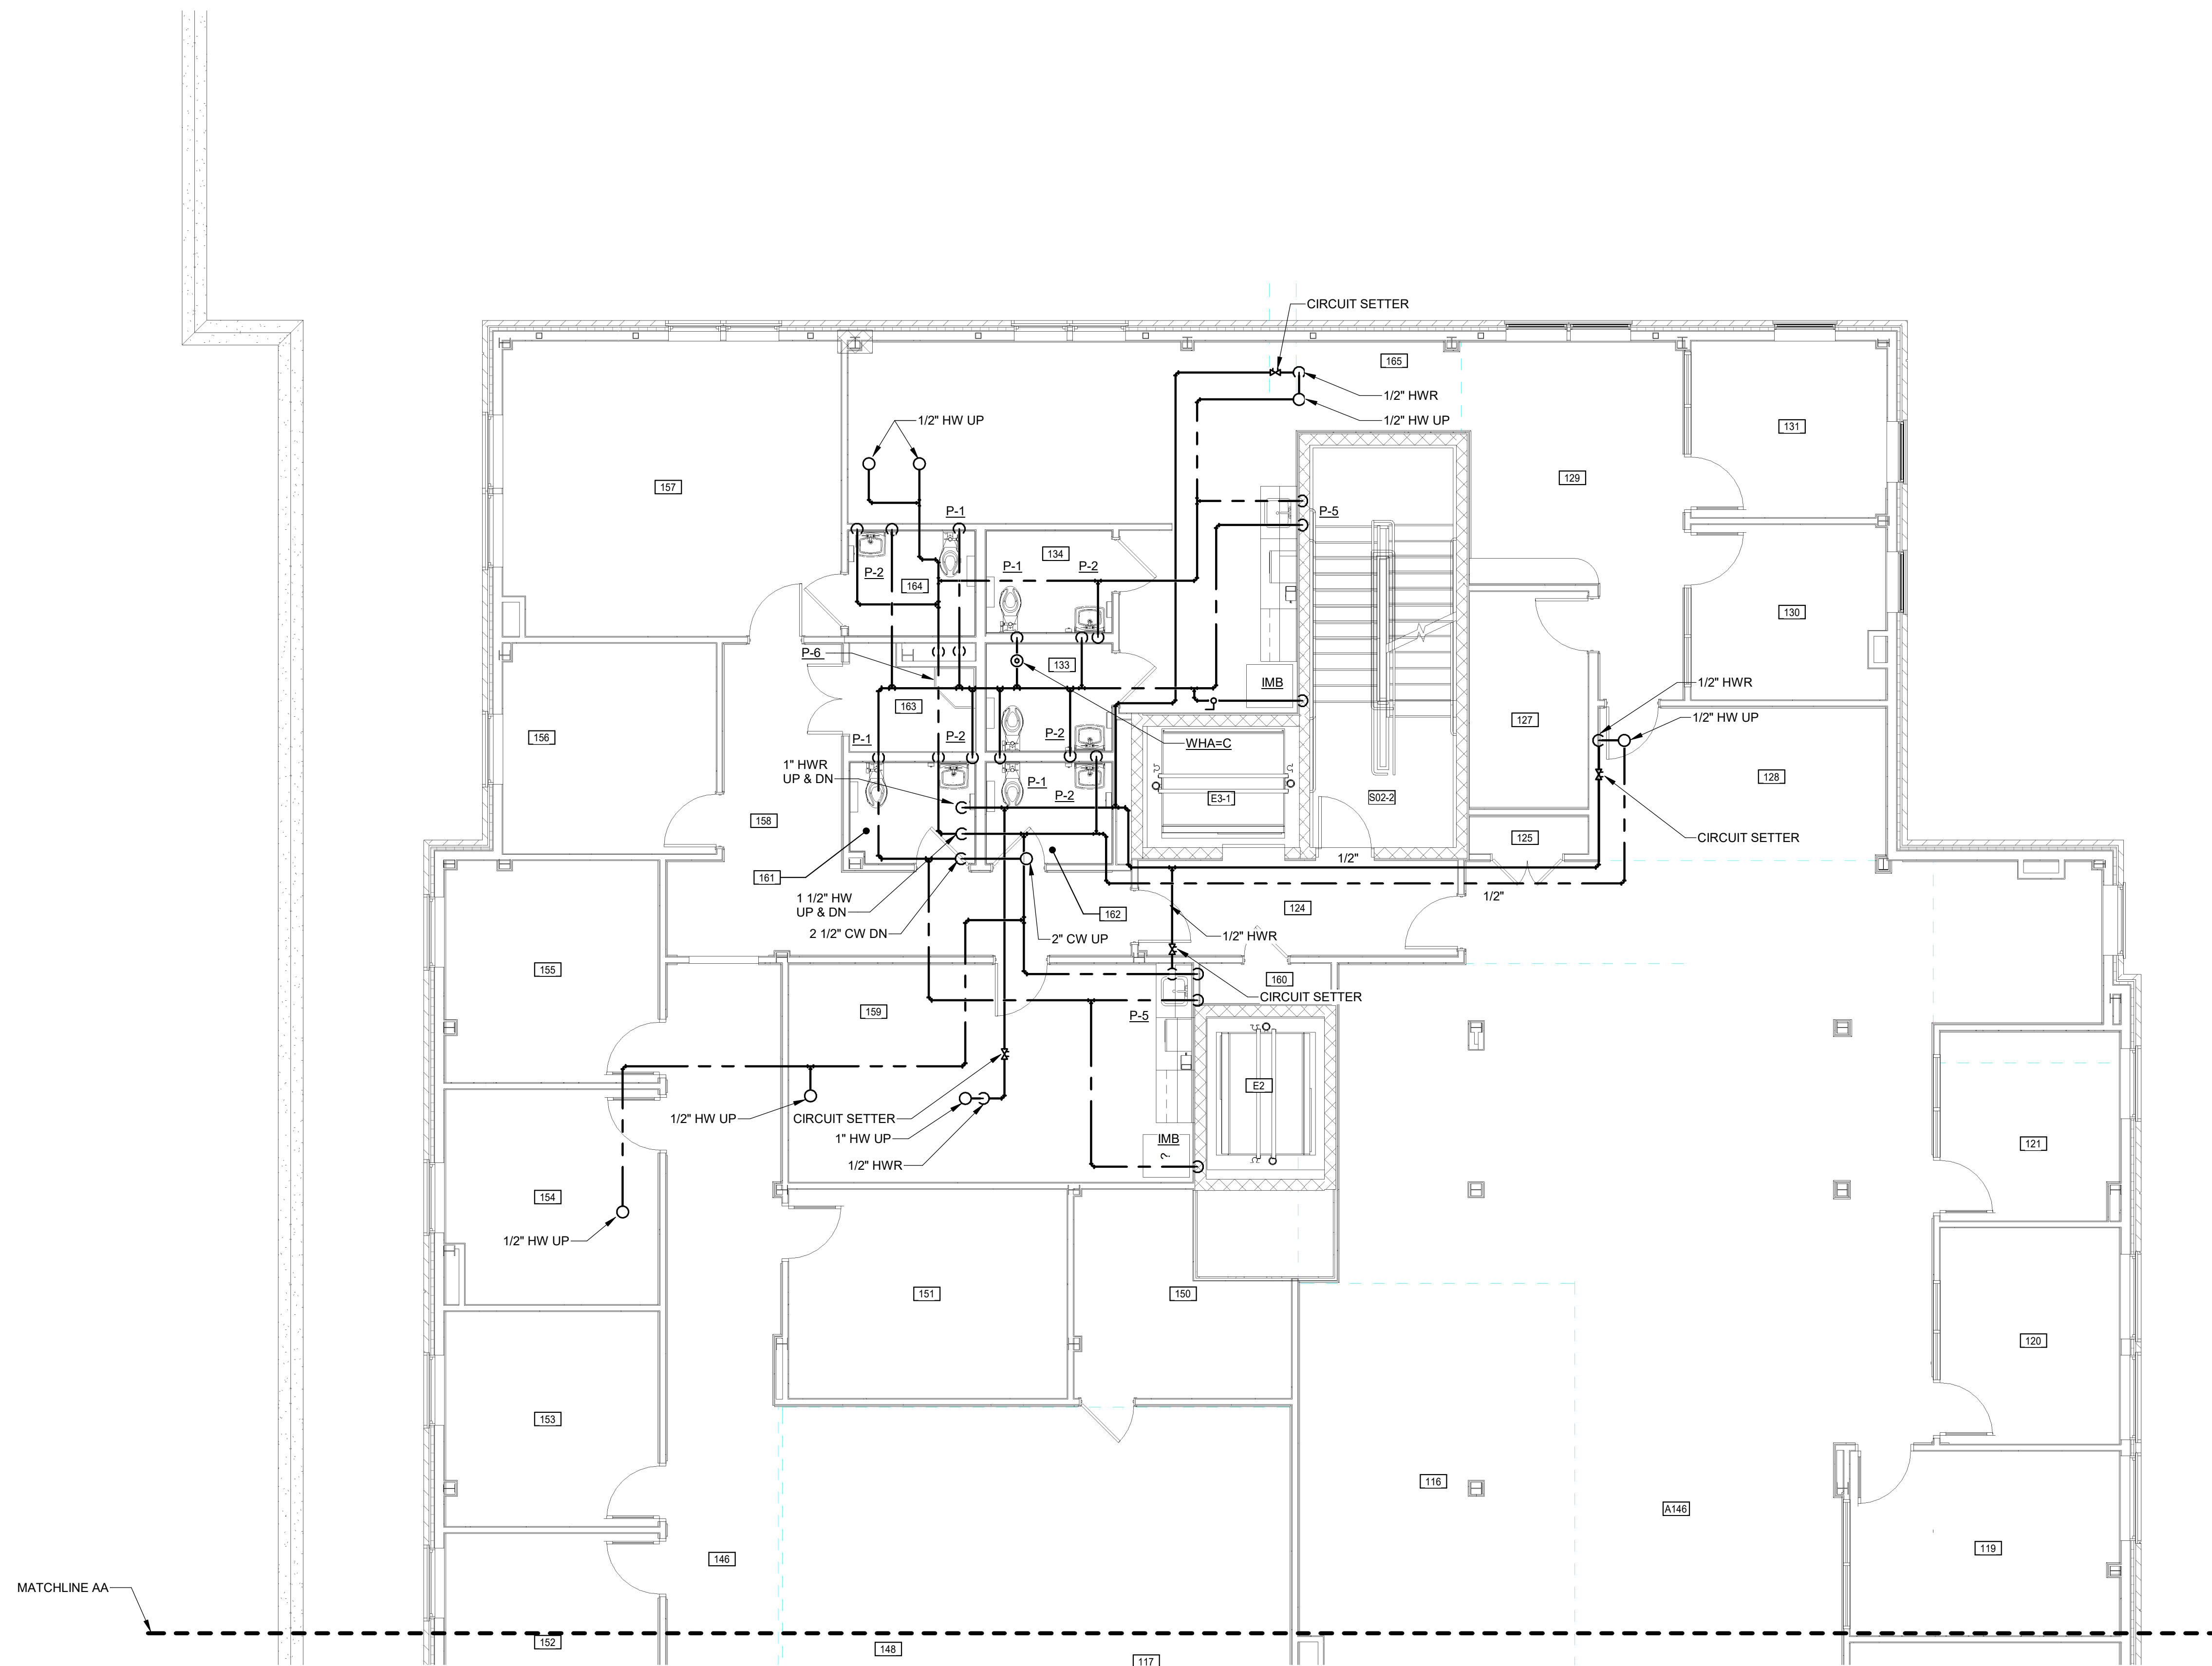 CIRCUIT SETTER
165
1/2" HWR
1/2" HW UP
1/2" HW UP
131
157
129
P-1
P-5
134
P-1
P-2
P-2
164
130
P-6
133
IMB
1/2" HWR
163
1/2" HW UP
127
P-1
P-2
P-2
156
WHA=C
1" HWR
UP & DN
P-1
128
P-2
E3-1
S02-2
158
125
CIRCUIT SETTER
1/2"
161
1 1/2" HW
UP & DN
1/2"
162
124
2 1/2" CW DN
2" CW UP
1/2" HWR
155
160
CIRCUIT SETTER
159
P-5
E2
1/2" HW UP
CIRCUIT SETTER
1" HW UP
IMB
?
121
1/2" HWR
154
1/2" HW UP
151
150
120
153
116
A146
119
146
MATCHLINE AA
152
148
117